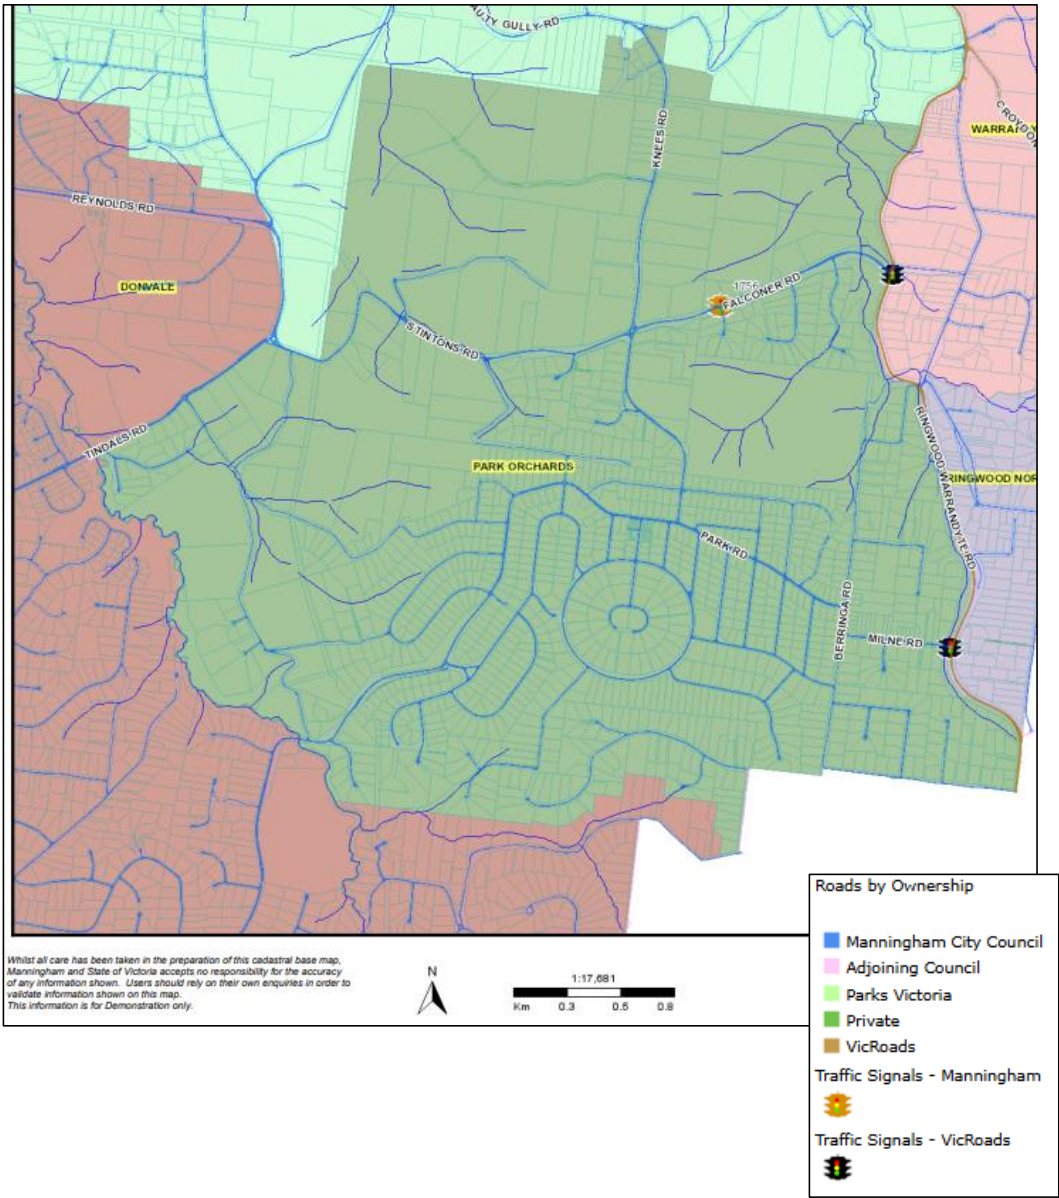 AUTY GULLY RD
CROYDON
WARRANDY
KNEES RD
REYNOLDS RD
DONVALE
1756
FALCONER RD
STINTONS RD
TINDALS RD
PARK ORCHARDS
RINGWOOD-WARRANDYTE RD
RINGWOOD NOR
PARK RD
BERRINGA RD
MILNE RD
Roads by Ownership
Manningham City Council
Adjoining Council
Parks Victoria
Private
VicRoads
Traffic Signals - Manningham
Traffic Signals - VicRoads
Whilst all care has been taken in the preparation of this cadastral base map,
Manningham and State of Victoria accepts no responsibility for the accuracy
of any information shown. Users should rely on their own enquiries in order to
validate information shown on this map.
This information is for Demonstration only.
N
1:17,681
Km 0.3 0.5 0.8